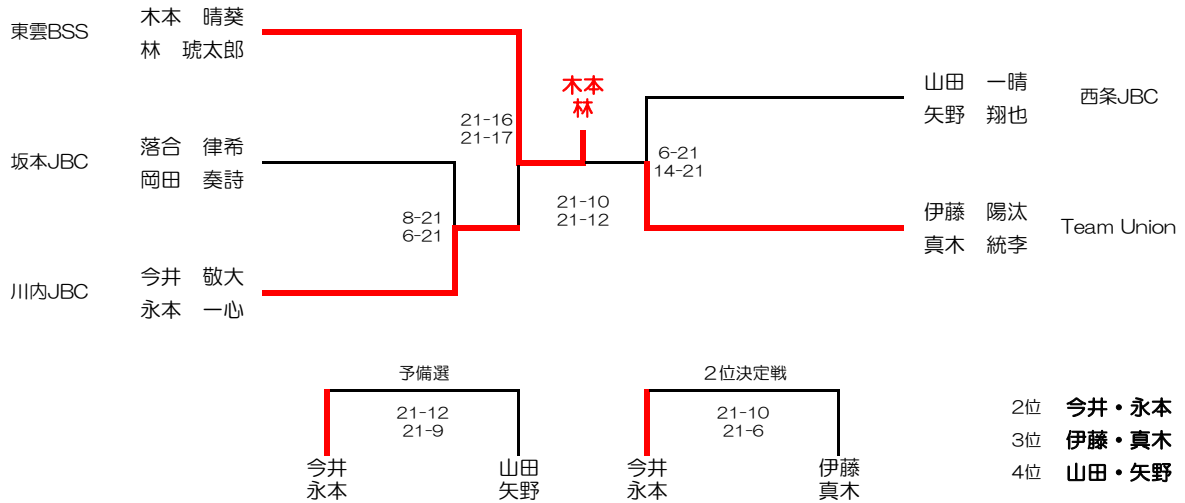 東雲BSS
木本　晴葵
林　琥太郎
坂本JBC
落合　律希
岡田　奏詩
川内JBC
今井　敬大
永本　一心
21-16
21-17
8-21
6-21
木本
林
21-10
21-12
6-21
14-21
山田　一晴
矢野　翔也
西条JBC
伊藤　陽汰
真木　統李
Team Union
予備選
21-12
21-9
今井
永本
山田
矢野
２位決定戦
21-10
21-6
今井
永本
伊藤
真木
2位　今井・永本
3位　伊藤・真木
4位　山田・矢野